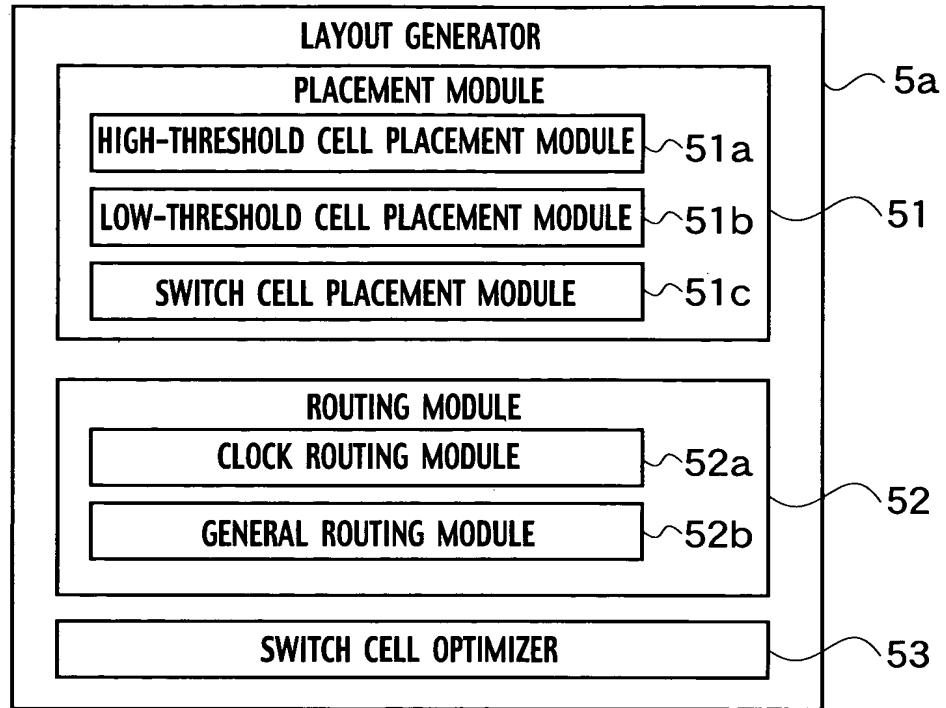 LAYOUT GENERATOR
5a
PLACEMENT MODULE
HIGH-THRESHOLD CELL PLACEMENT MODULE
51a
LOW-THRESHOLD CELL PLACEMENT MODULE
51b
51
SWITCH CELL PLACEMENT MODULE
51c
ROUTING MODULE
CLOCK ROUTING MODULE
52a
52
GENERAL ROUTING MODULE
52b
SWITCH CELL OPTIMIZER
53